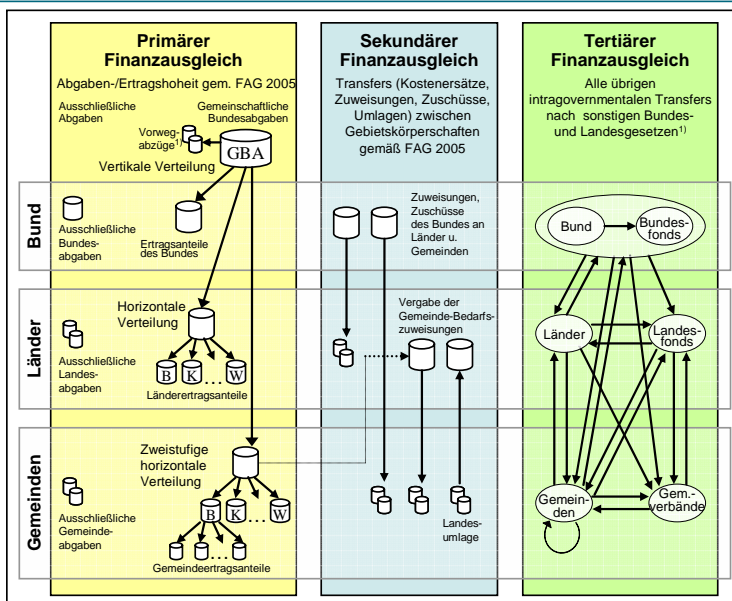 Primärer
Finanzausgleich
Abgaben-/Ertragshoheit gem. FAG 2005
Ausschließliche
Abgaben
Gemeinschaftliche
Bundesabgaben
Vorweg-
abzüge1)
GBA
Vertikale Verteilung
Sekundärer
Finanzausgleich
Transfers (Kostenersätze,
Zuweisungen, Zuschüsse,
Umlagen) zwischen
Gebietskörperschaften
gemäß FAG 2005
Tertiärer
Finanzausgleich
Alle übrigen
intragovernmentalen Transfers
nach sonstigen Bundes-
und Landesgesetzen1)
Bund
Ausschließliche
Bundes-
abgaben
Ertragsanteile
des Bundes
Zuweisungen,
Zuschüsse
des Bundes an
Länder u.
Gemeinden
Bund
Bundes-
fonds
Länder
Ausschließliche
Landes-
abgaben
Horizontale
Verteilung
B K ... W
Länderertragsanteile
Vergabe der
Gemeinde-Bedarfs-
zuweisungen
Länder
Landes-
fonds
Gemeinden
Ausschließliche
Gemeinde-
abgaben
Zweistufige
horizontale
Verteilung
B K ... W
...
Gemeindeertragsanteile
Landes-
umlage
Gemein-
den
Gem.-
verbände